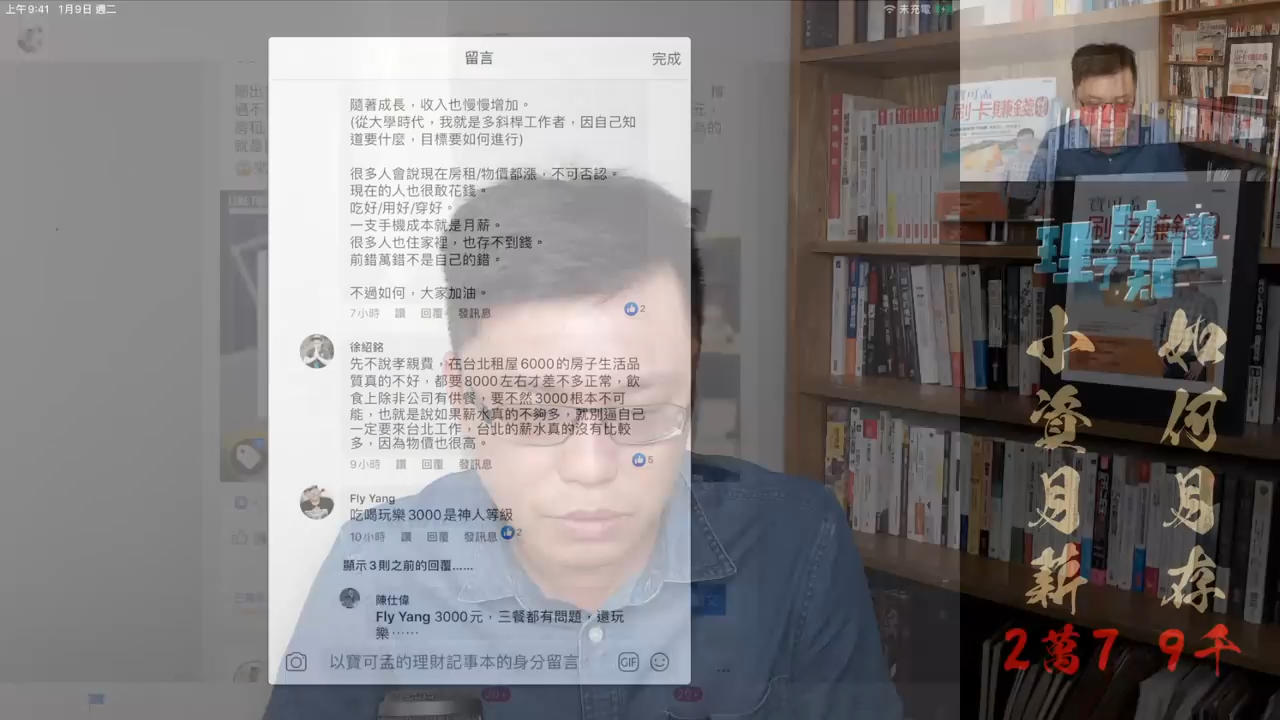 上午9:41 1月9日 週二
未充電
留言
完成
隨著成長，收入也慢慢增加。
(從大學時代，我就是多斜桿工作者，因自己知
道要什麼，目標要如何進行)
很多人會說現在房租/物價都漲，不可否認。
現在的人也很敢花錢。
吃好/用好/穿好。
一支手機成本就是月薪。
很多人也住家裡，也存不到錢。
前錯萬錯不是自己的錯。
不過如何，大家加油。
7小時 讚 回覆 發訊息
2
徐紹銘
先不說孝親費，在台北租屋6000的房子生活品
質真的不好，都要8000左右才差不多正常，飲
食上除非公司有供餐，要不然3000根本不可
能，也就是說如果薪水真的不夠多，就別逼自己
一定要來台北工作，台北的薪水真的沒有比較
多，因為物價也很高。
9小時 讚 回覆 發訊息
5
Fly Yang
吃喝玩樂3000是神人等級
10小時 讚 回覆 發訊息
2
顯示3則之前的回覆......
陳仕偉
Fly Yang 3000元，三餐都有問題，還玩
樂⋯⋯
以寶可孟的理財記事本的身分留言
GIF
寶可孟
刷卡賺錢
寶可孟
刷卡賺錢
如何月存
9千
小資月薪
2萬7